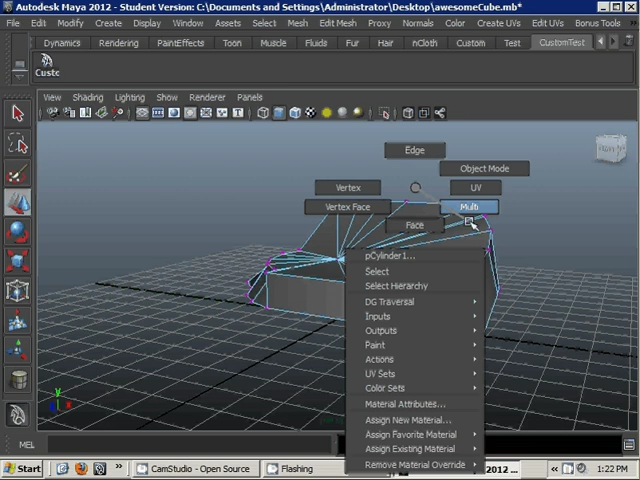 Autodesk Maya 2012 - Student Version: C:\Documents and Settings\Administrator\Desktop\awesomeCube.mb*
File Edit Modify Create Display Window Assets Select Mesh Edit Mesh Proxy Normals Color Create UVs Edit UVs Bonus Tools
Dynamics Rendering PaintEffects Toon Muscle Fluids Fur Hair nCloth Custom Test CustomTest
Custo
View Shading Lighting Show Renderer Panels
Edge
Object Mode
Vertex UV
Vertex Face Multi
Face
pCylinder1...
Select
Select Hierarchy
DG Traversal
Inputs
Outputs
Paint
Actions
UV Sets
Color Sets
Material Attributes...
Assign New Material...
Assign Favorite Material
Assign Existing Material
Remove Material Override
y
MEL
Start » CamStudio - Open Source Flashing 2012 -... « 1:22 PM